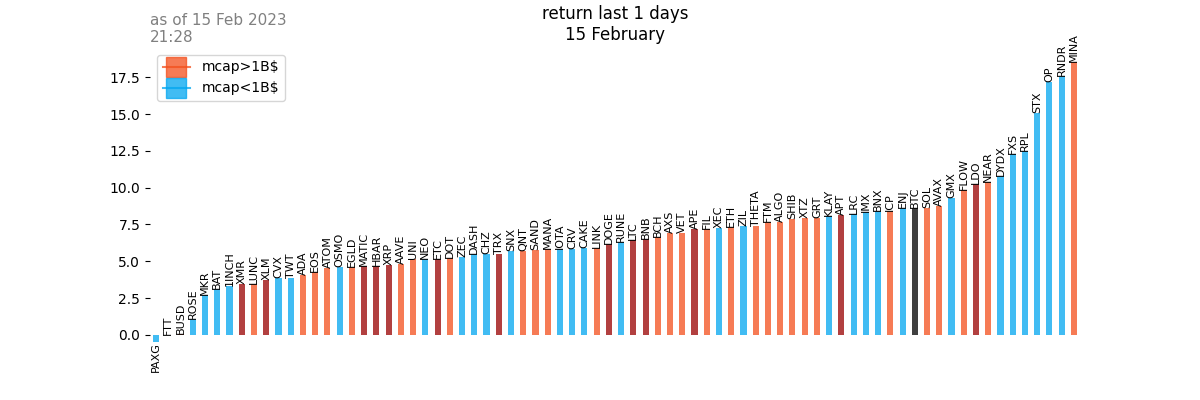 as of 15 Feb 2023
21:28
return last 1 days
15 February
mcap>1B$
mcap<1B$
17.5
15.0
12.5
10.0
7.5
5.0
2.5
0.0
PAXG
FTT
BUSD
ROSE
MKR
BAT
1INCH
XMR
LUNC
XLM
CVX
TWT
ADA
EOS
ATOM
OSMO
EGLD
MATIC
HBAR
XRP
AAVE
UNI
NEO
ETC
DOT
ZEC
DASH
CHZ
TRX
SNX
QNT
SAND
MANA
IOTA
CRV
CAKE
LINK
DOGE
RUNE
LTC
BNB
BCH
AXS
VET
APE
FIL
XEC
ETH
ZIL
THETA
FTM
ALGO
SHIB
XTZ
GRT
KLAY
APT
LRC
IMX
BNX
ICP
ENJ
BTC
SOL
AVAX
GMX
FLOW
LDO
NEAR
DYDX
FXS
RPL
STX
OP
RNDR
MINA